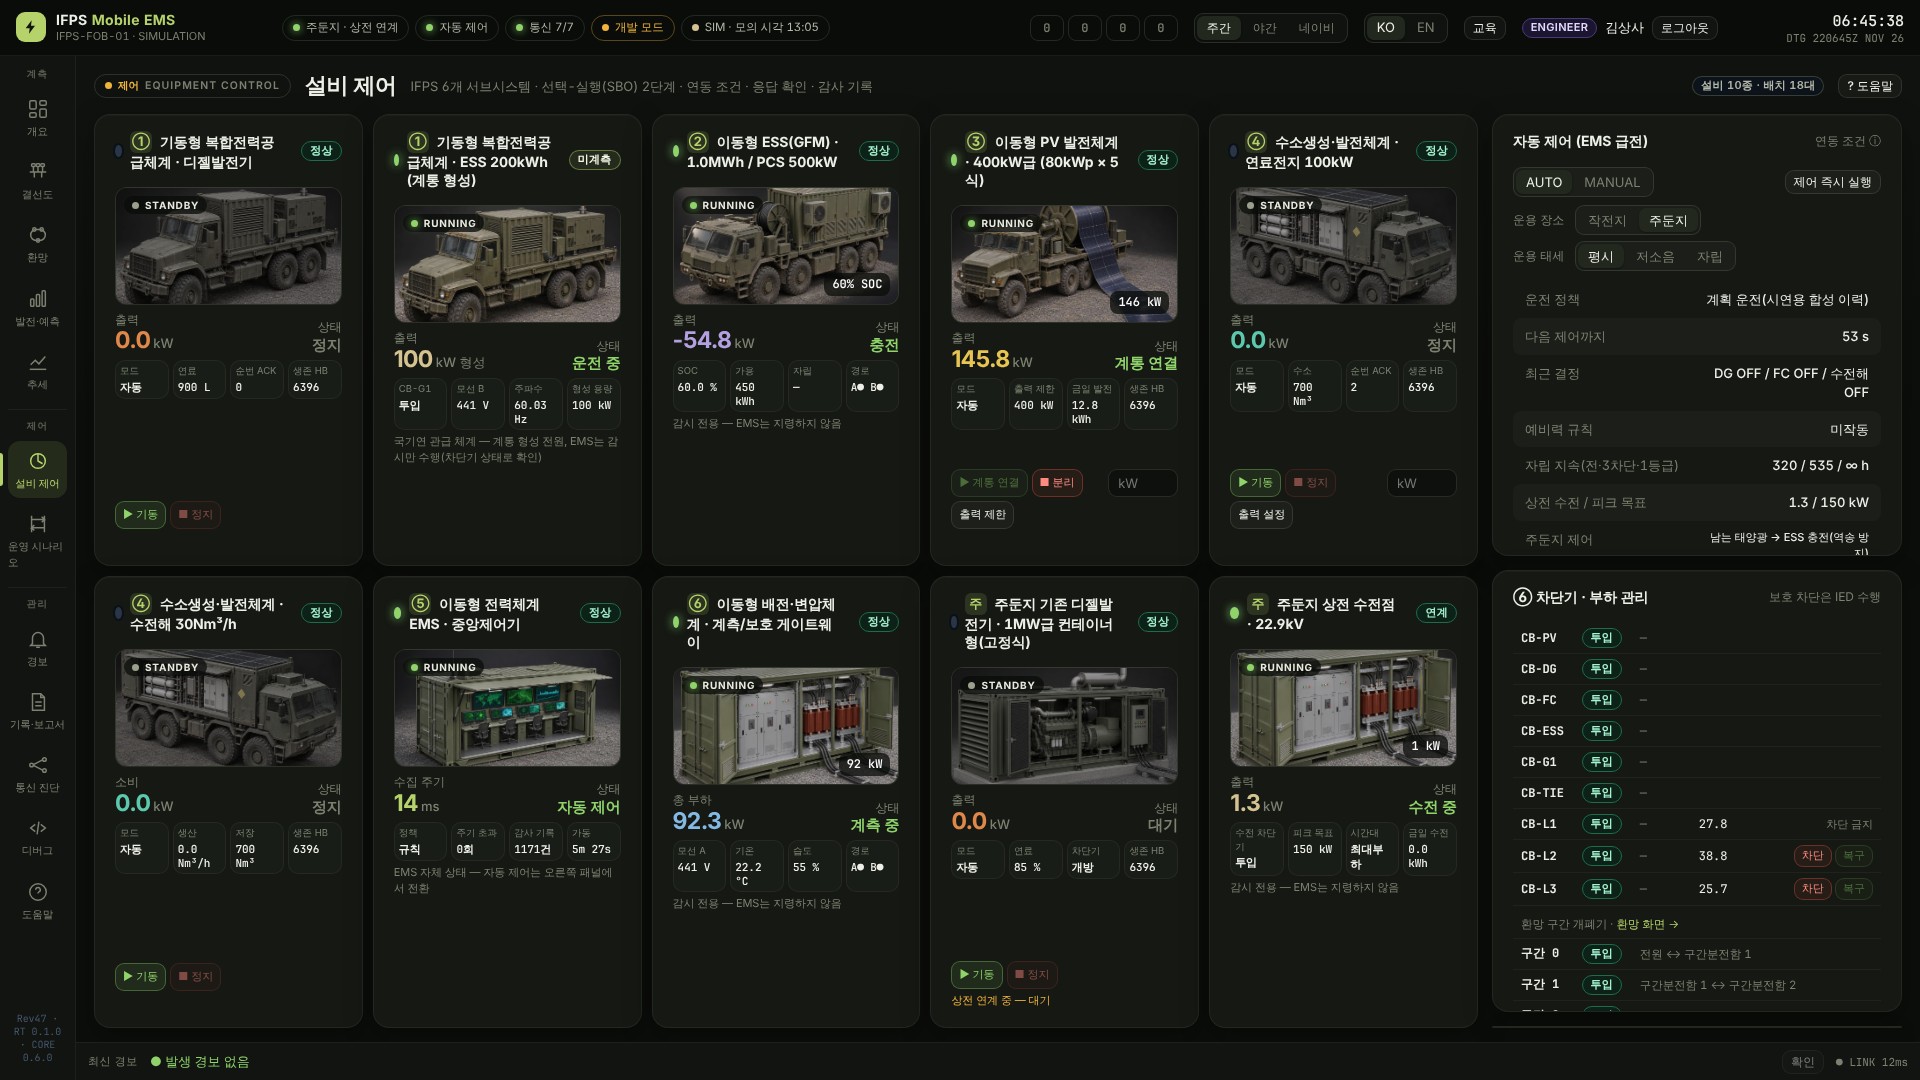 IFPS Mobile EMS
IFPS-FOB-01 · SIMULATION
주둔지 · 상전 연계
자동 제어
통신 7/7
개발 모드
SIM · 모의 시각 13:05
0 0 0 0
주간 야간 네이비
KO EN
교육
ENGINEER 김상사 로그아웃
06:45:38
DTG 220645Z NOV 26
계측
개요
결선도
환망
발전·예측
추세
제어
설비 제어
운영 시나리
오
관리
경보
기록·보고서
통신 진단
디버그
도움말
Rev47 ·
RT 0.1.0
· CORE
0.6.0
제어 EQUIPMENT CONTROL
설비 제어
IFPS 6개 서브시스템 · 선택-실행(SBO) 2단계 · 연동 조건 · 응답 확인 · 감사 기록
설비 10종 · 배치 18대
? 도움말
① 기동형 복합전력공
급체계 · 디젤발전기
정상
STANDBY
출력
0.0 kW
상태
정지
모드
자동
연료
900 L
순번 ACK
0
생존 HB
6396
▶ 기동
■ 정지
① 기동형 복합전력공
급체계 · ESS 200kWh
(계통 형성)
미계측
RUNNING
출력
100 kW 형성
상태
운전 중
CB-G1
투입
모선 B
441 V
주파수
60.03
Hz
형성 용량
100 kW
국기연 관급 체계 — 계통 형성 전원, EMS는 감
시만 수행(차단기 상태로 확인)
② 이동형 ESS(GFM) ·
1.0MWh / PCS 500kW
정상
RUNNING
60% SOC
출력
-54.8 kW
상태
충전
SOC
60.0 %
가용
450
kWh
자립
—
경로
A● B●
감시 전용 — EMS는 지령하지 않음
③ 이동형 PV 발전체계
· 400kW급 (80kWp × 5
식)
정상
RUNNING
146 kW
출력
145.8 kW
상태
계통 연결
모드
자동
출력 제한
400 kW
금일 발전
12.8
kWh
생존 HB
6396
▶ 계통 연결
■ 분리
kW
출력 제한
④ 수소생성·발전체계 ·
연료전지 100kW
정상
STANDBY
출력
0.0 kW
상태
정지
모드
자동
수소
700
Nm³
순번 ACK
2
생존 HB
6396
▶ 기동
■ 정지
kW
출력 설정
④ 수소생성·발전체계 ·
수전해 30Nm³/h
정상
STANDBY
소비
0.0 kW
상태
정지
모드
자동
생산
0.0
Nm³/h
저장
700
Nm³
생존 HB
6396
▶ 기동
■ 정지
⑤ 이동형 전력체계
EMS · 중앙제어기
정상
RUNNING
수집 주기
14 ms
상태
자동 제어
정책
규칙
주기 초과
0회
감사 기록
1171건
가동
5m 27s
EMS 자체 상태 — 자동 제어는 오른쪽 패널에
서 전환
⑥ 이동형 배전·변압체
계 · 계측/보호 게이트웨
이
정상
RUNNING
92 kW
총 부하
92.3 kW
상태
계측 중
모선 A
441 V
기온
22.2
°C
습도
55 %
경로
A● B●
감시 전용 — EMS는 지령하지 않음
주 주둔지 기존 디젤발
전기 · 1MW급 컨테이너
형(고정식)
정상
STANDBY
출력
0.0 kW
상태
대기
모드
자동
연료
85 %
차단기
개방
생존 HB
6396
▶ 기동
■ 정지
상전 연계 중 — 대기
주 주둔지 상전 수전점
· 22.9kV
연계
RUNNING
1 kW
출력
1.3 kW
상태
수전 중
수전 차단
기
투입
피크 목표
150 kW
시간대
최대부
하
금일 수전
0.0
kWh
감시 전용 — EMS는 지령하지 않음
자동 제어 (EMS 급전)
연동 조건 ⓘ
AUTO MANUAL
제어 즉시 실행
운용 장소 작전지 주둔지
운용 태세 평시 저소음 자립
운전 정책 계획 운전(시연용 합성 이력)
다음 제어까지 53 s
최근 결정 DG OFF / FC OFF / 수전해
OFF
예비력 규칙 미작동
자립 지속(전·3차단·1등급) 320 / 535 / ∞ h
상전 수전 / 피크 목표 1.3 / 150 kW
주둔지 제어 남는 태양광 → ESS 충전(역송 방
지)
⑥ 차단기 · 부하 관리
보호 차단은 IED 수행
CB-PV 투입 —
CB-DG 투입 —
CB-FC 투입 —
CB-ESS 투입 —
CB-G1 투입 —
CB-TIE 투입 —
CB-L1 투입 — 27.8 차단 금지
CB-L2 투입 — 38.8 차단 복구
CB-L3 투입 — 25.7 차단 복구
환망 구간 개폐기 · 환망 화면 →
구간 0 투입 전원 ↔ 구간분전함 1
구간 1 투입 구간분전함 1 ↔ 구간분전함 2
최신 경보
발생 경보 없음
확인
LINK 12ms